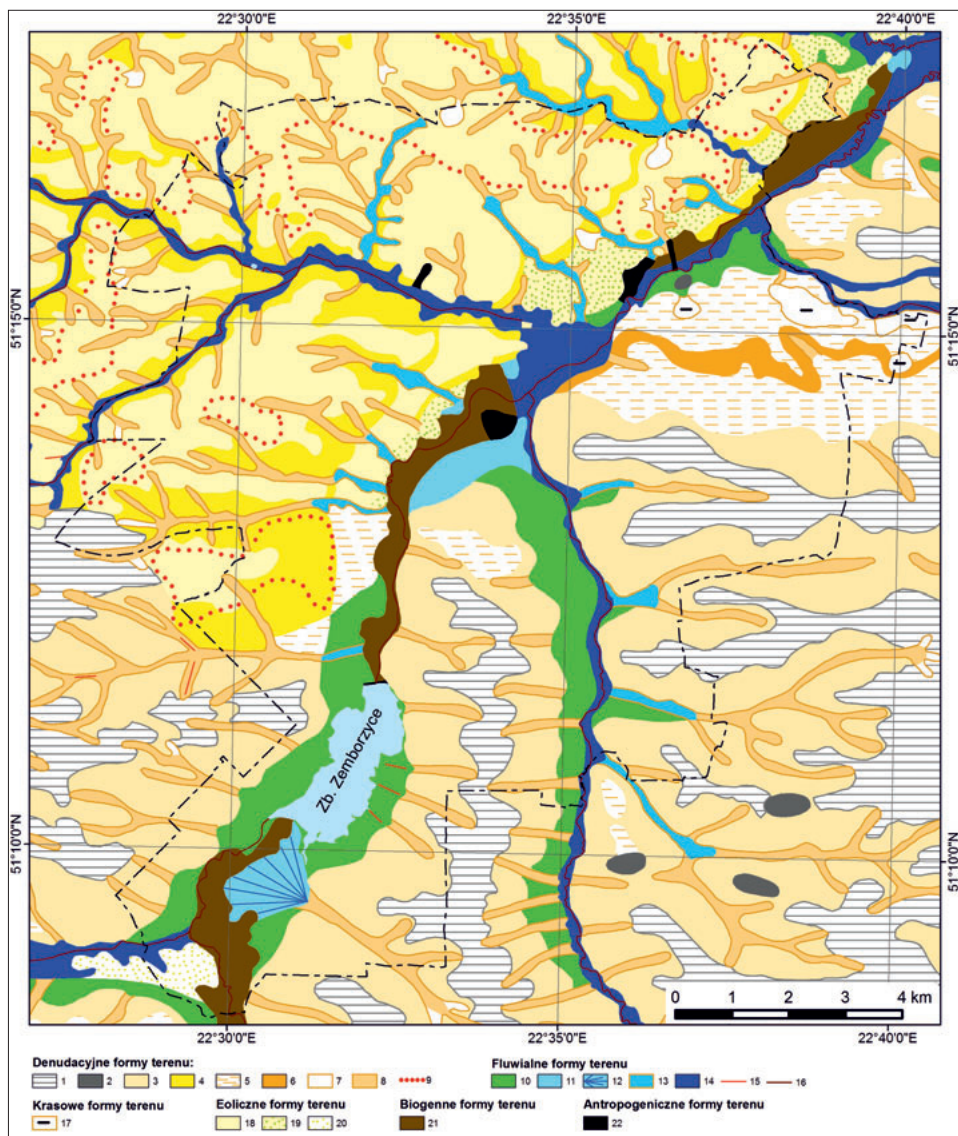 22°30'0"E 22°35'0"E 22°40'0"E
51°15'0"N 51°15'0"N
Zb. Zemborzyce
51°10'0"N 51°10'0"N
0 1 2 3 4 km
22°30'0"E 22°35'0"E 22°40'0"E
Denudacyjne formy terenu: Fluwialne formy terenu
1 2 3 4 5 6 7 8 9 10 11 12 13 14 15 16
Krasowe formy terenu Eoliczne formy terenu Biogenne formy terenu Antropogeniczne formy terenu
17 18 19 20 21 22